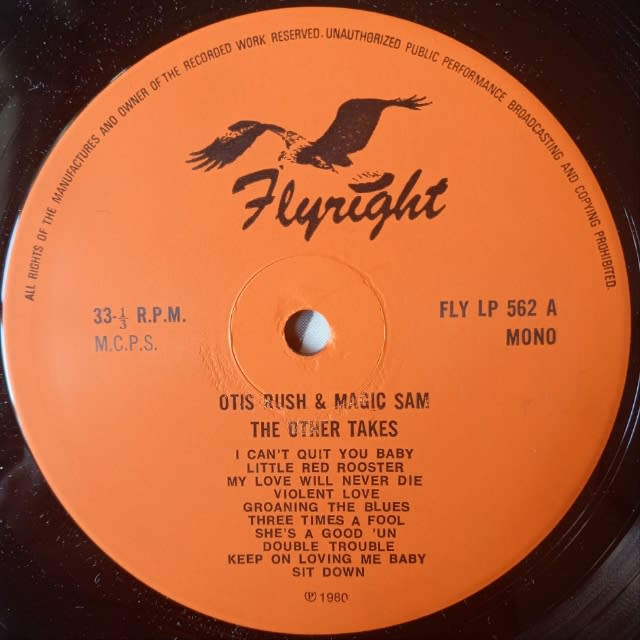 ALL RIGHTS OF THE MANUFACTURES AND OWNER OF THE RECORDED WORK RESERVED. UNAUTHORIZED PUBLIC PERFORMANCE BROADCASTING AND COPYING PROHIBITED.
Flyright
33-1/3 R.P.M.
M.C.P.S.
FLY LP 562 A
MONO
OTIS RUSH & MAGIC SAM
THE OTHER TAKES
I CAN'T QUIT YOU BABY
LITTLE RED ROOSTER
MY LOVE WILL NEVER DIE
VIOLENT LOVE
GROANING THE BLUES
THREE TIMES A FOOL
SHE'S A GOOD 'UN
DOUBLE TROUBLE
KEEP ON LOVING ME BABY
SIT DOWN
℗ 1980